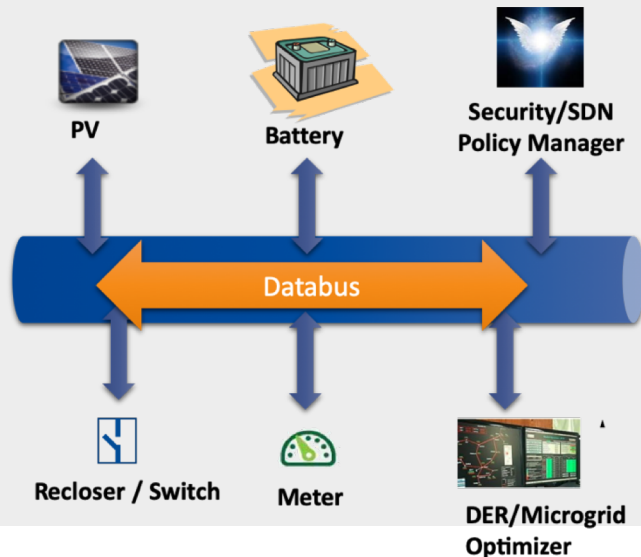 PV
Battery
Security/SDN
Policy Manager
Databus
Recloser / Switch
Meter
DER/Microgrid
Optimizer